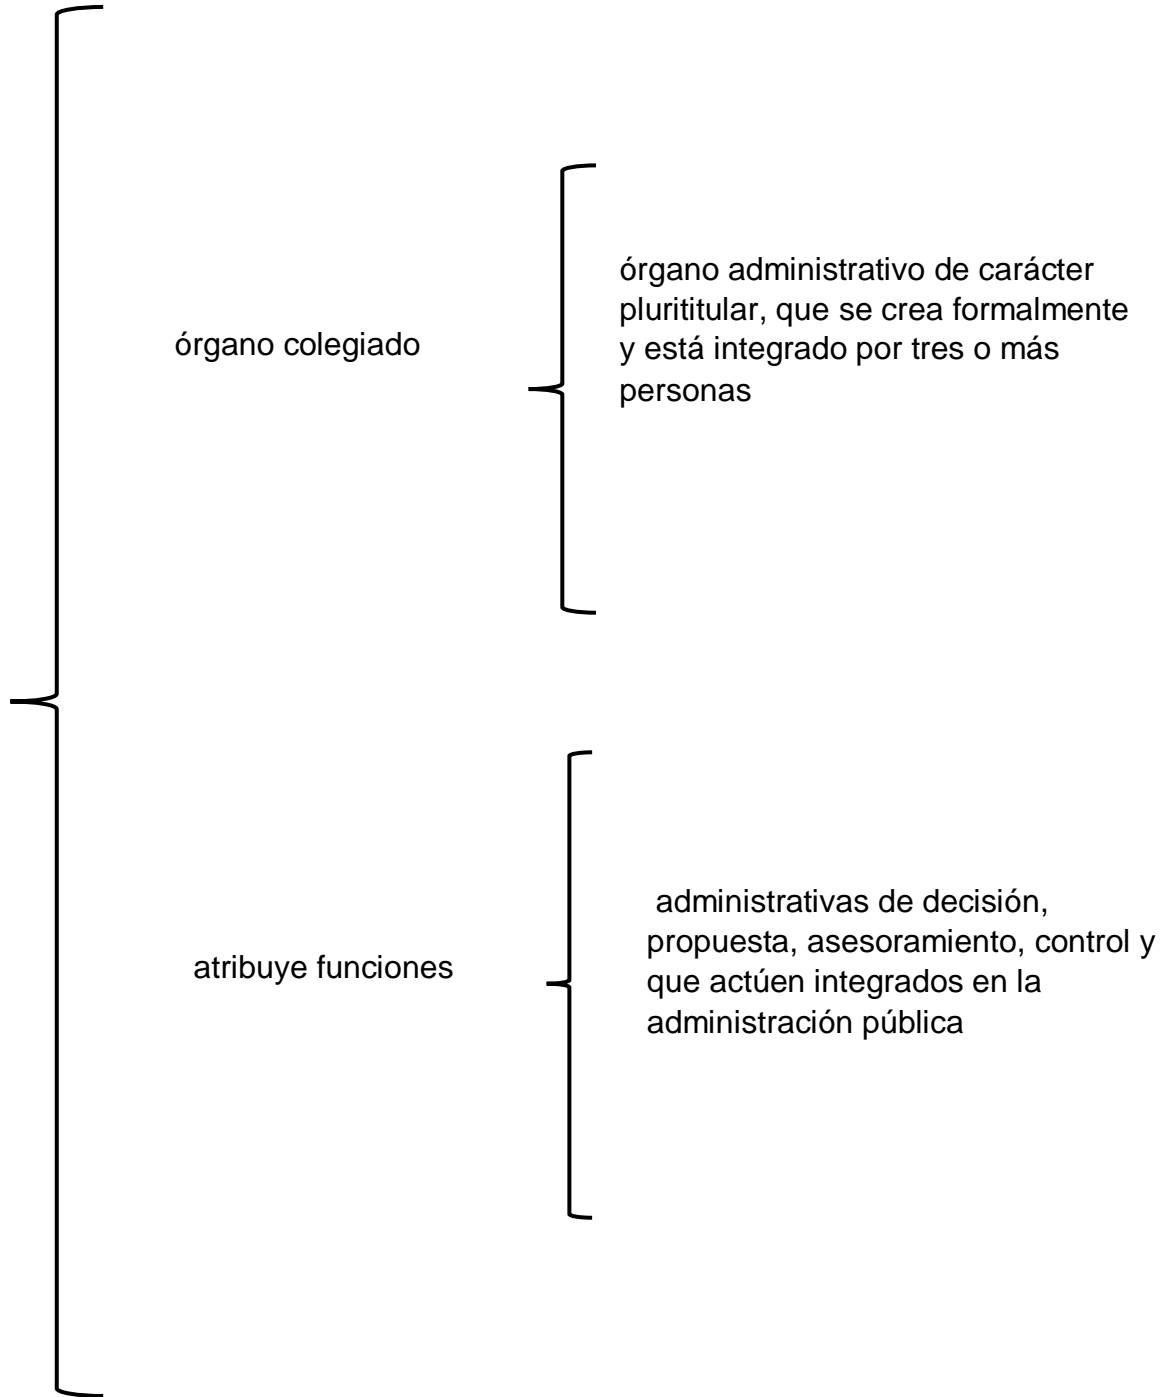 órgano colegiado
órgano administrativo de carácter
plurititular, que se crea formalmente
y está integrado por tres o más
personas
atribuye funciones
administrativas de decisión,
propuesta, asesoramiento, control y
que actúen integrados en la
administración pública